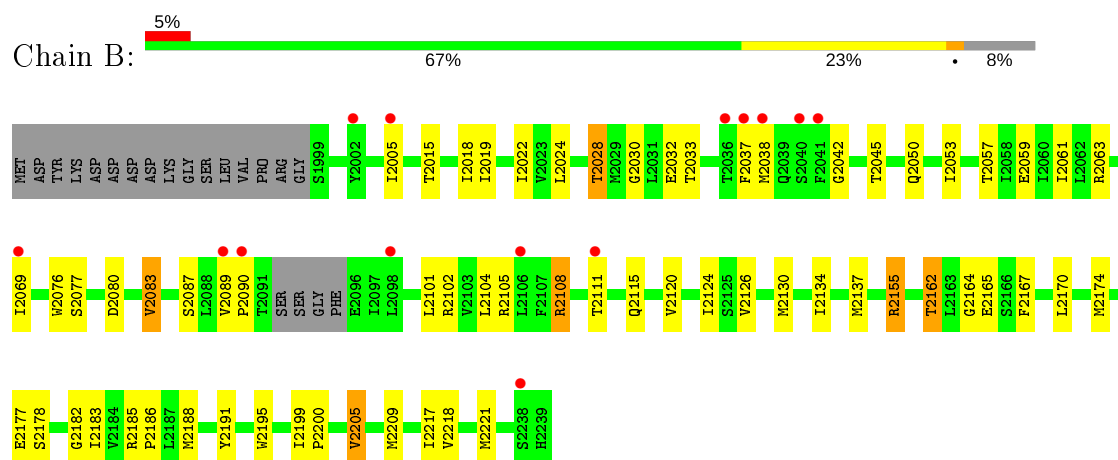 5%
Chain B:
67% 23% • 8%
MET ASP TYR LYS ASP ASP ASP ASP LYS GLY SER LEU VAL PRO ARG GLY S1999 Y2002 I2005 T2015 I2018 I2019 I2022 V2023 L2024 T2028 M2029 G2030 L2031 E2032 T2033 T2036 F2037 M2038 Q2039 S2040 F2041 G2042 T2045 Q2050 I2053 T2057 I2058 E2059 I2060 I2061 L2062 R2063
I2069 W2076 S2077 D2080 V2083 S2087 L2088 V2089 P2090 T2091 SER SER GLY PHE E2096 I2097 L2098 L2101 R2102 V2103 L2104 R2105 L2106 F2107 R2108 T2111 Q2115 V2120 I2124 S2125 V2126 M2130 I2134 M2137 R2155 T2162 L2163 G2164 E2165 S2166 F2167 L2170 M2174
E2177 S2178 G2182 I2183 V2184 R2185 P2186 L2187 M2188 Y2191 W2195 I2199 P2200 V2205 M2209 I2217 V2218 M2221 S2238 H2239